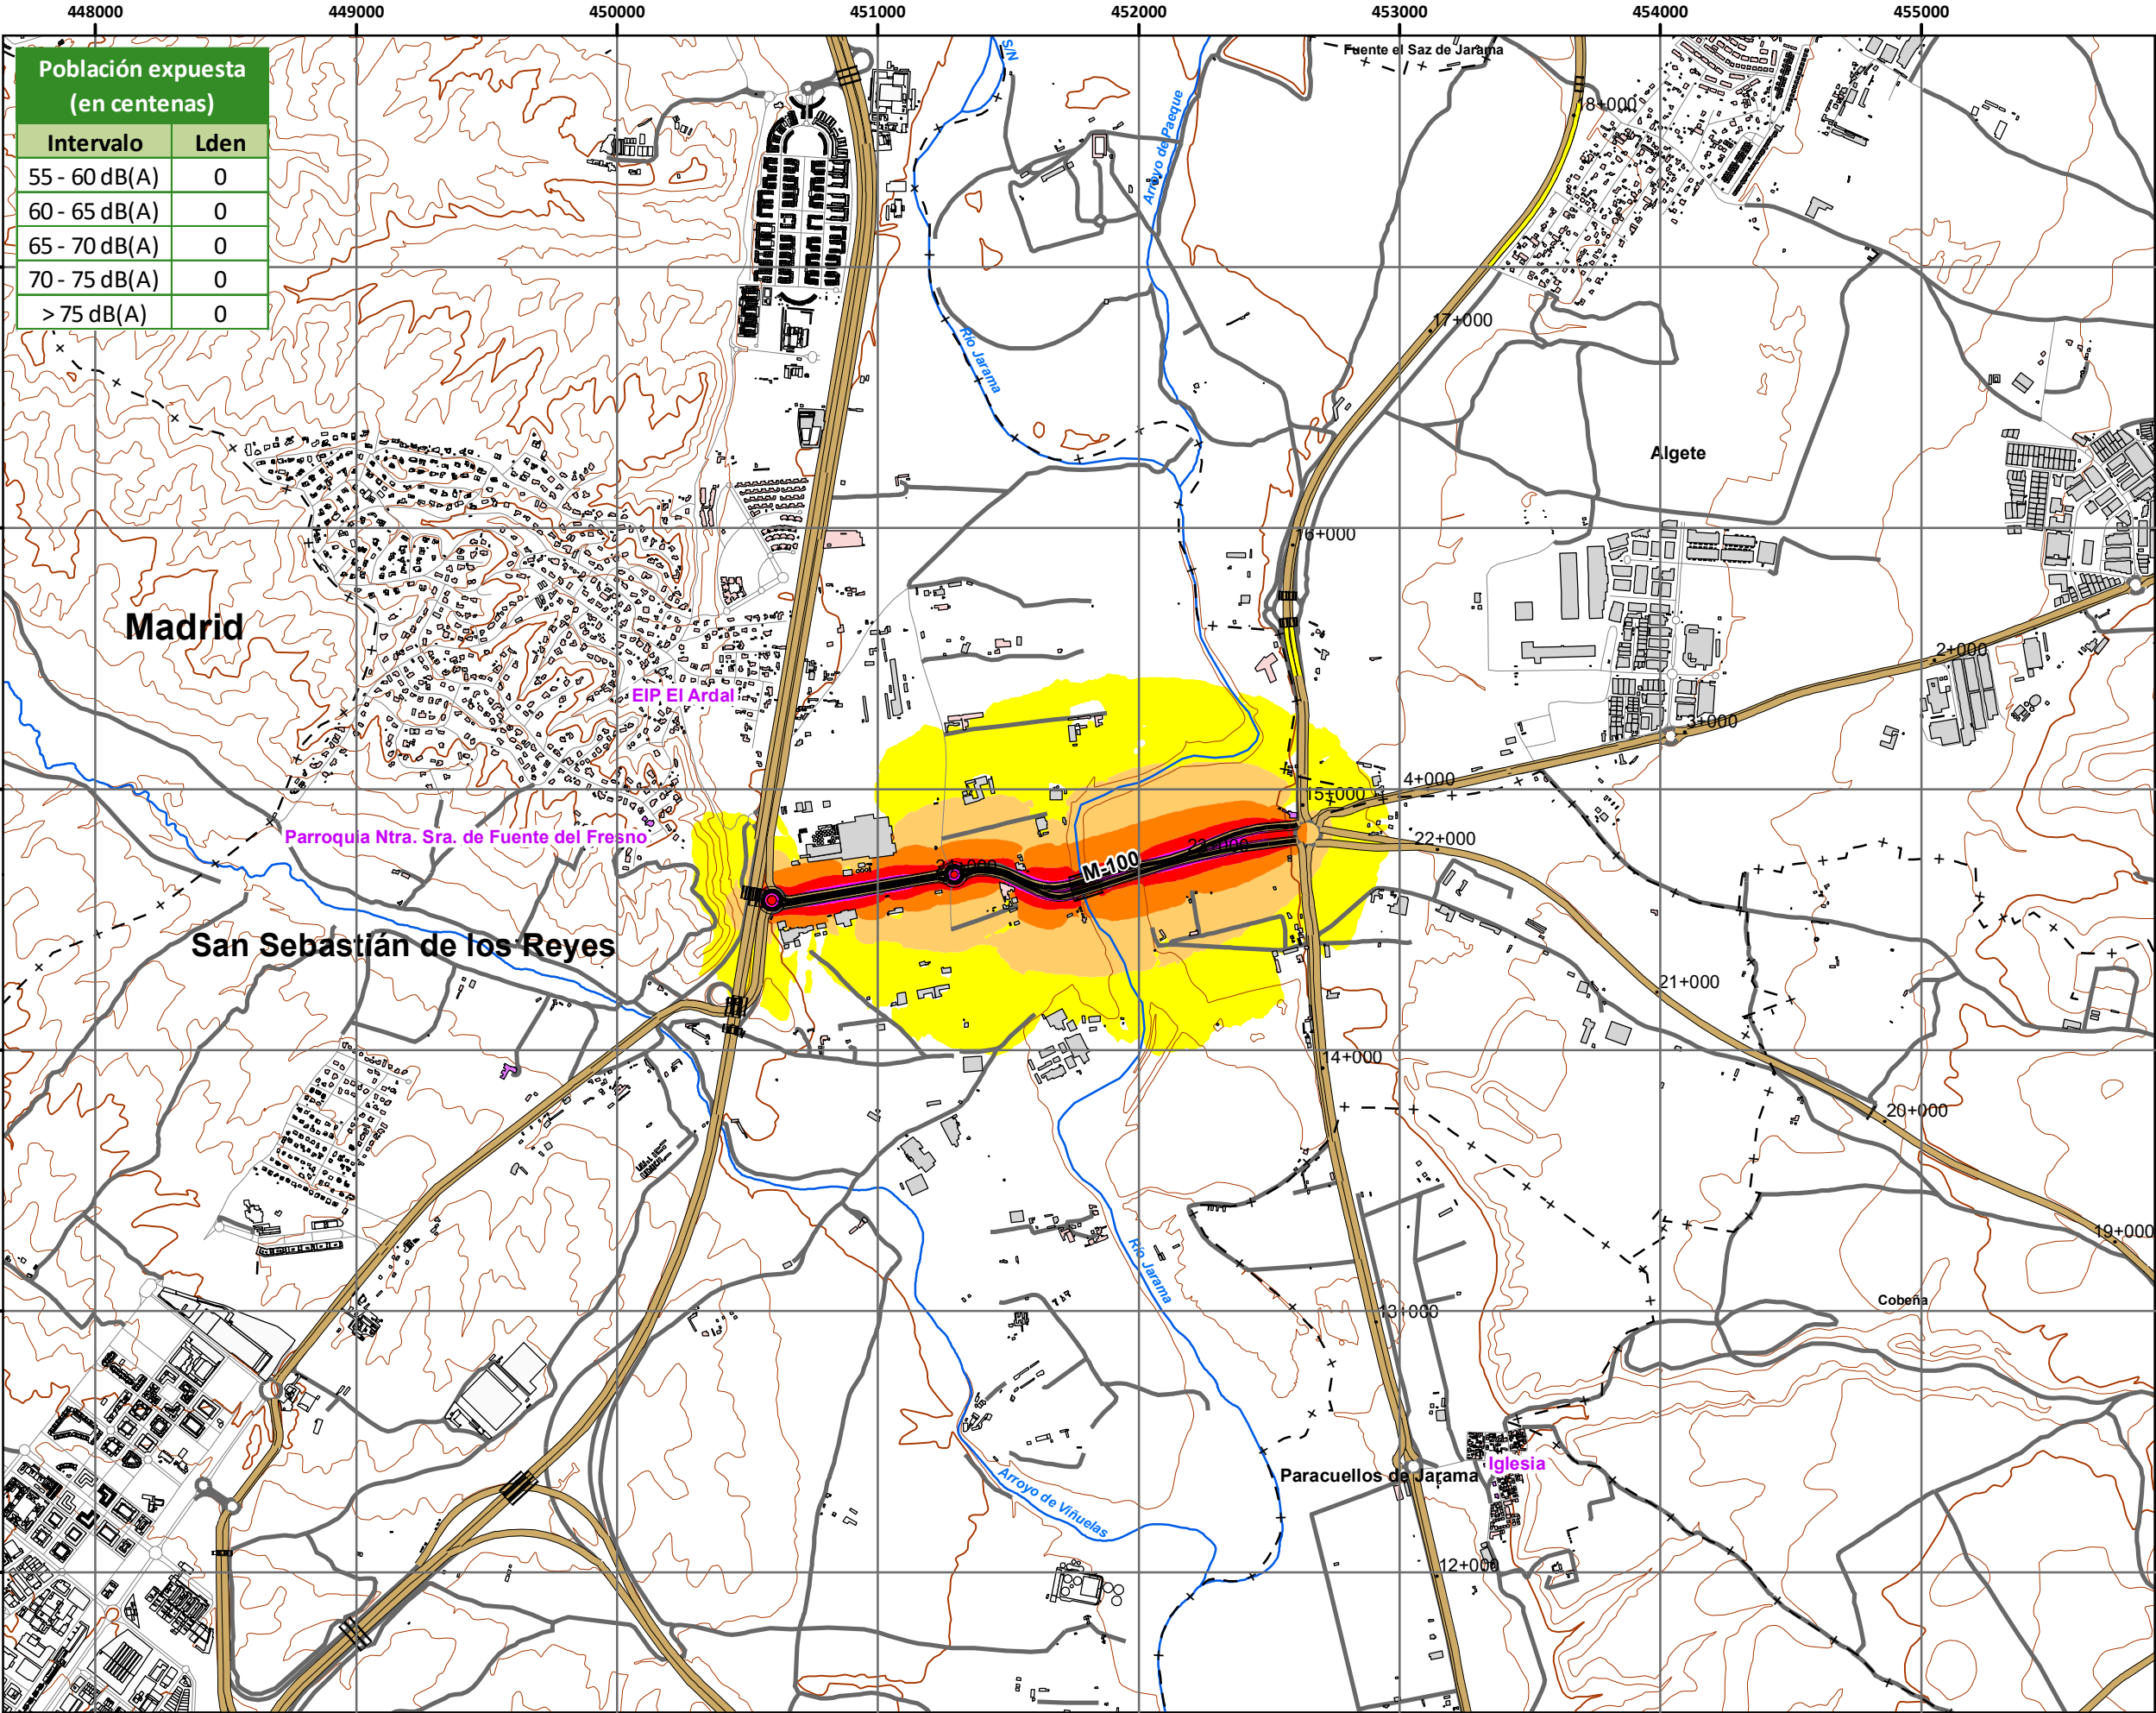 448000 449000 450000 451000 452000 453000 454000 455000
Población expuesta
(en centenas)
Intervalo Lden
55 - 60 dB(A) 0
60 - 65 dB(A) 0
65 - 70 dB(A) 0
70 - 75 dB(A) 0
> 75 dB(A) 0
S/N
Fuente el Saz de Jarama
Arroyo de Paeque
8+000
17+000
Río Jarama
Algete
16+000
Madrid
2+000
EIP El Ardal
3+000
4+000
15+000
Parroquia Ntra. Sra. de Fuente del Fresno
22+000
23+000
M-100
24+000
San Sebastián de los Reyes
21+000
14+000
20+000
19+000
Río Jarama
Cobeña
13+000
Iglesia
Paracuellos de Jarama
Arroyo de Viñuelas
12+000